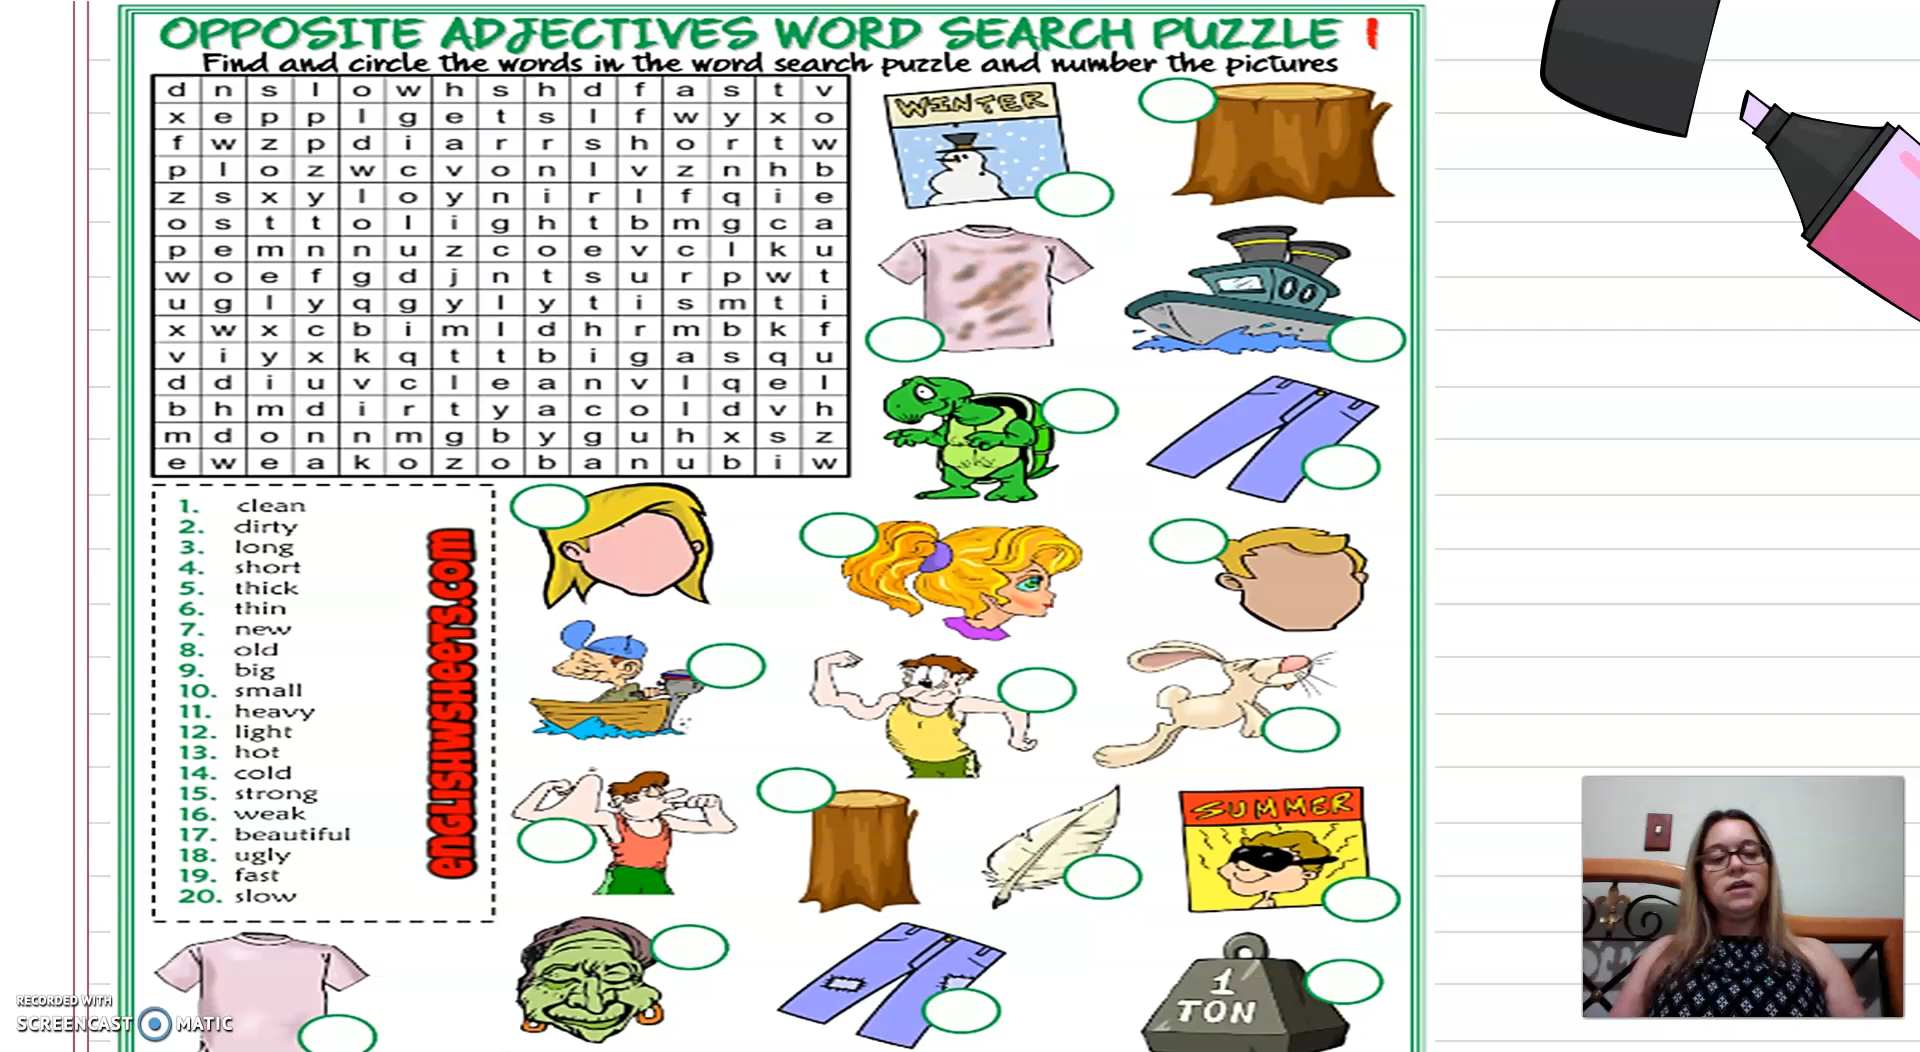 OPPOSITE ADJECTIVES WORD SEARCH PUZZLE 1
Find and circle the words in the word search puzzle and number the pictures
d n s l o w h s h d f a s t v
x e p p l g e t s l f w y x o
f w z p d i a r r s h o r t w
p l o z w c v o n l v z n h b
z s x y l o y n i r l f q i e
o s t t o l i g h t b m g c a
p e m n n u z c o e v c l k u
w o e f g d j n t s u r p w t
u g l y q g y l y t i s m t i
x w x c b i m l d h r m b k f
v i y x k q t t b i g a s q u
d d i u v c l e a n v l q e l
b h m d i r t y a c o l d v h
m d o n n m g b y g u h x s z
e w e a k o z o b a n u b i w
1. clean
2. dirty
3. long
4. short
5. thick
6. thin
7. new
8. old
9. big
10. small
11. heavy
12. light
13. hot
14. cold
15. strong
16. weak
17. beautiful
18. ugly
19. fast
20. slow
ENGLISHWSHEETS.COM
WINTER
SUMMER
1
TON
RECORDED WITH
SCREENCAST MATIC